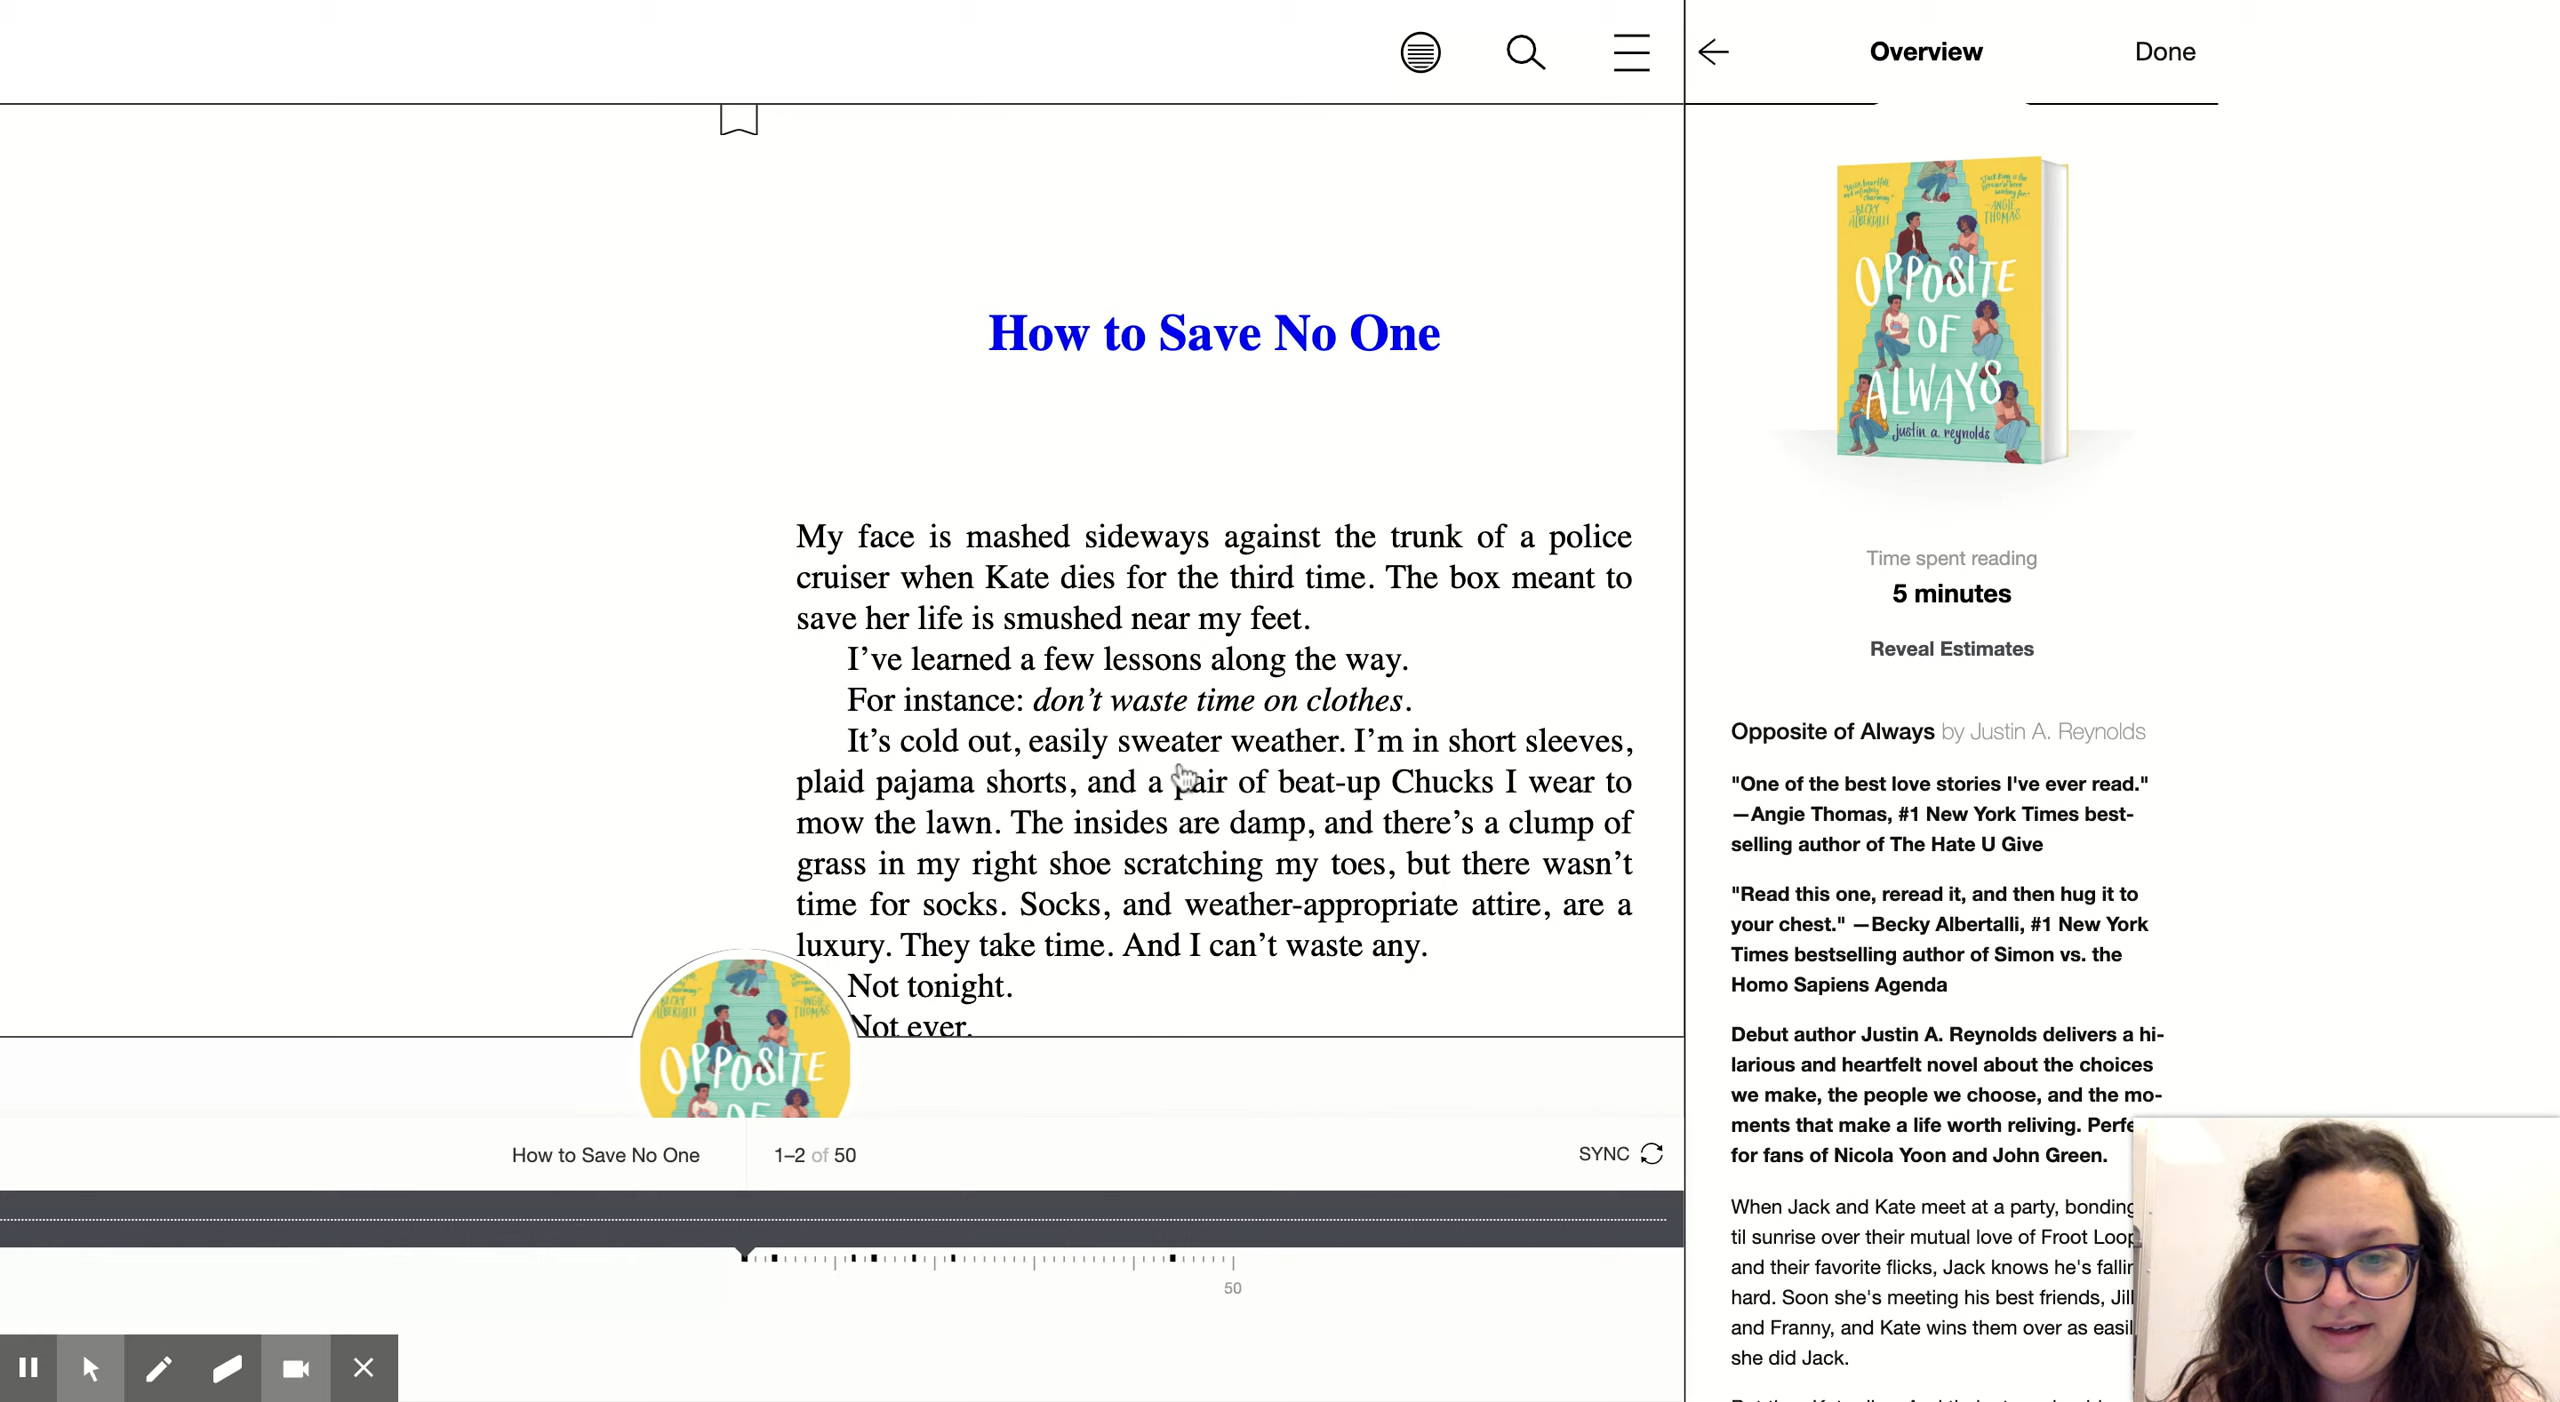 Overview
Done
How to Save No One
My face is mashed sideways against the trunk of a police
cruiser when Kate dies for the third time. The box meant to
save her life is smushed near my feet.
I’ve learned a few lessons along the way.
For instance: don’t waste time on clothes.
It’s cold out, easily sweater weather. I’m in short sleeves,
plaid pajama shorts, and a pair of beat-up Chucks I wear to
mow the lawn. The insides are damp, and there’s a clump of
grass in my right shoe scratching my toes, but there wasn’t
time for socks. Socks, and weather-appropriate attire, are a
luxury. They take time. And I can’t waste any.
Not tonight.
Not ever.
OPPOSITE
OF
How to Save No One
1–2 of 50
SYNC
50
BECKY
ALBERTALLI
ANGIE
THOMAS
OPPOSITE
OF
ALWAYS
justin a. reynolds
Time spent reading
5 minutes
Reveal Estimates
Opposite of Always by Justin A. Reynolds
"One of the best love stories I've ever read."
—Angie Thomas, #1 New York Times best-
selling author of The Hate U Give
"Read this one, reread it, and then hug it to
your chest." —Becky Albertalli, #1 New York
Times bestselling author of Simon vs. the
Homo Sapiens Agenda
Debut author Justin A. Reynolds delivers a hi-
larious and heartfelt novel about the choices
we make, the people we choose, and the mo-
ments that make a life worth reliving. Perfe
for fans of Nicola Yoon and John Green.
When Jack and Kate meet at a party, bonding
til sunrise over their mutual love of Froot Loop
and their favorite flicks, Jack knows he's fallin
hard. Soon she's meeting his best friends, Jill
and Franny, and Kate wins them over as easil
she did Jack.